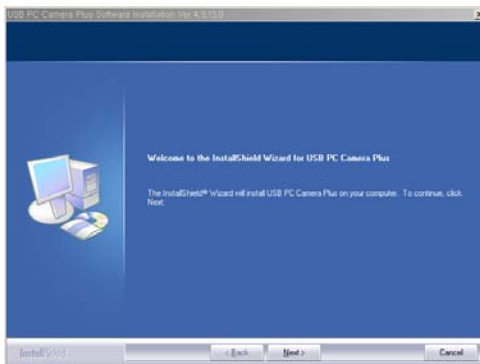 USB PC Camera Plus Software Installation Ver 4.9.13.0
Welcome to the InstallShield Wizard for USB PC Camera Plus
The InstallShield® Wizard will install USB PC Camera Plus on your computer. To continue, click
Next.
InstallShield
< Back
Next >
Cancel